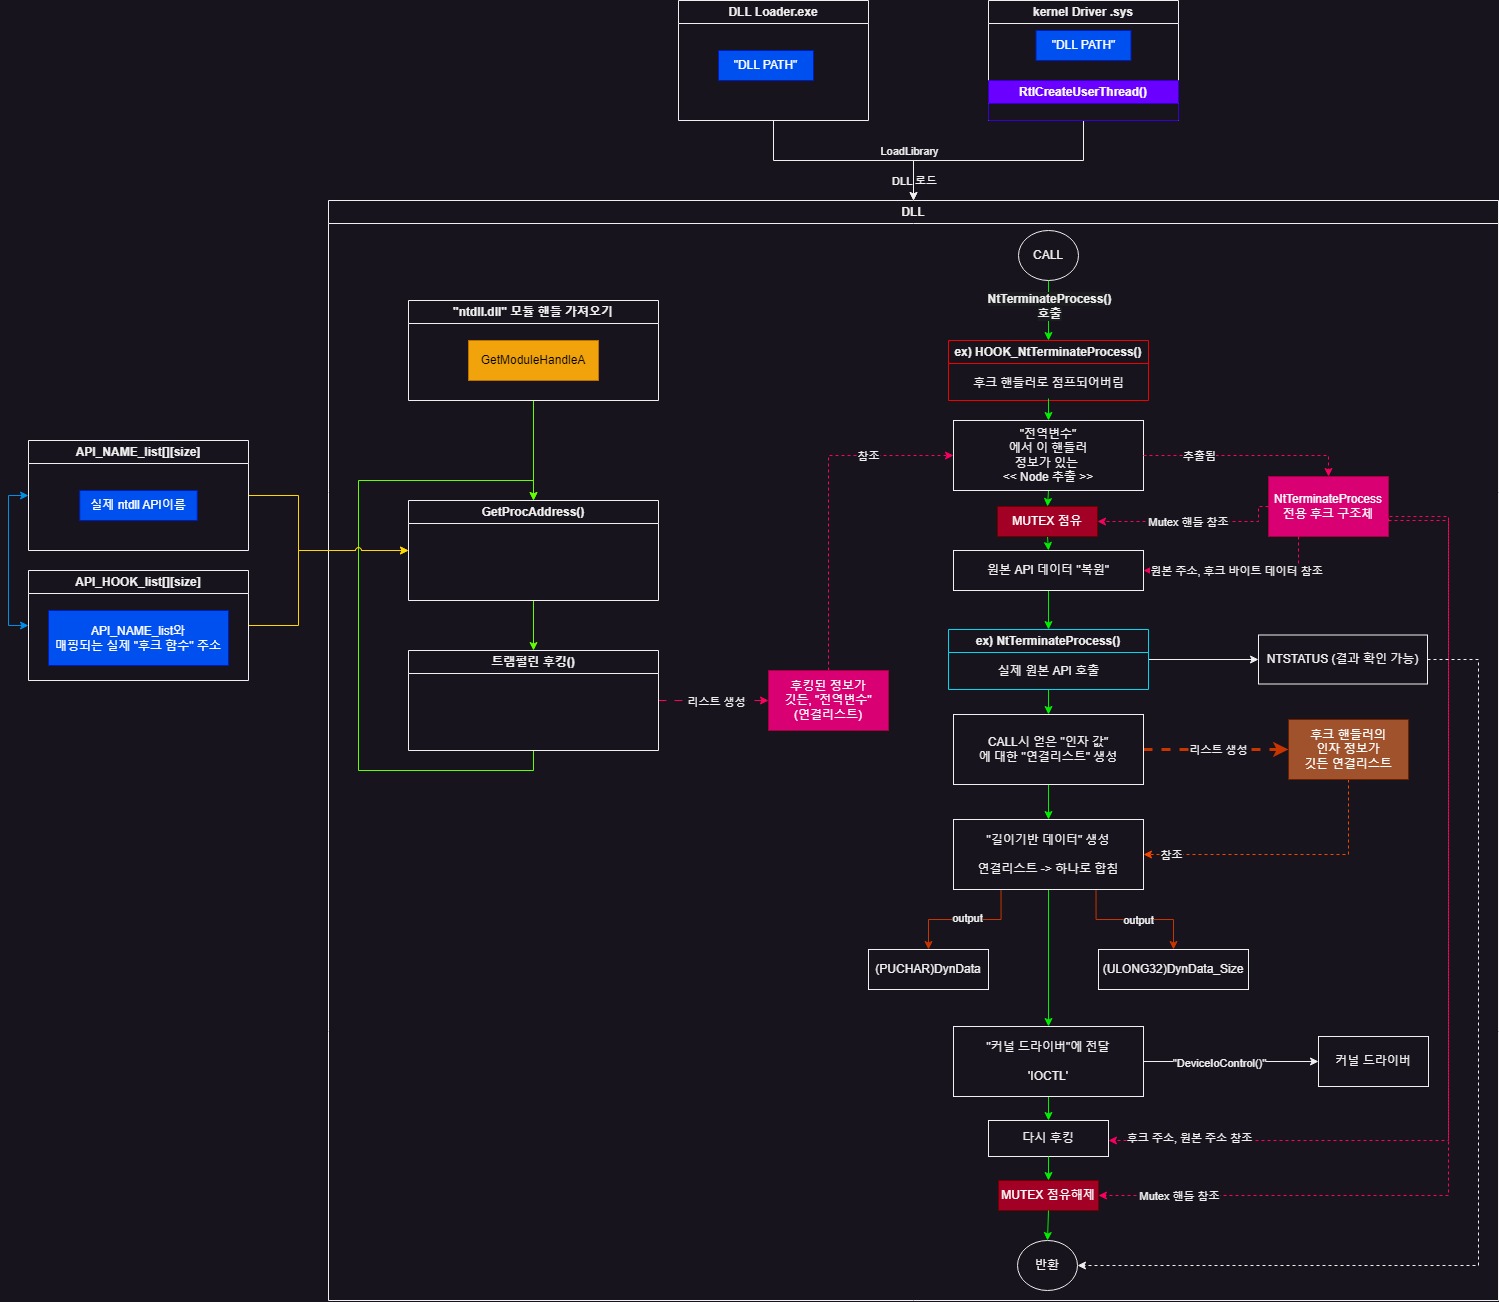 DLL Loader.exe
"DLL PATH"
kernel Driver .sys
"DLL PATH"
RtlCreateUserThread()
LoadLibrary
DLL 로드
DLL
CALL
NtTerminateProcess()
호출
"ntdll.dll" 모듈 핸들 가져오기
GetModuleHandleA
ex) HOOK_NtTerminateProcess()
후크 핸들러로 점프되어버림
API_NAME_list[][size]
실제 ntdll API이름
API_HOOK_list[][size]
API_NAME_list와
매핑되는 실제 "후크 함수" 주소
GetProcAddress()
트램펄린 후킹()
리스트 생성
후킹된 정보가
깃든, "전역변수"
(연결리스트)
참조
"전역변수"
에서 이 핸들러
정보가 있는
<< Node 추출 >>
추출됨
NtTerminateProcess
전용 후크 구조체
MUTEX 점유
Mutex 핸들 참조
원본 API 데이터 "복원"
원본 주소, 후크 바이트 데이터 참조
ex) NtTerminateProcess()
실제 원본 API 호출
NTSTATUS (결과 확인 가능)
CALL시 얻은 "인자 값"
에 대한 "연결리스트" 생성
리스트 생성
후크 핸들러의
인자 정보가
깃든 연결리스트
"길이기반 데이터" 생성
연결리스트 -> 하나로 합침
참조
output
output
(PUCHAR)DynData
(ULONG32)DynData_Size
"커널 드라이버"에 전달
'IOCTL'
"DeviceIoControl()"
커널 드라이버
다시 후킹
후크 주소, 원본 주소 참조
MUTEX 점유해제
Mutex 핸들 참조
반환